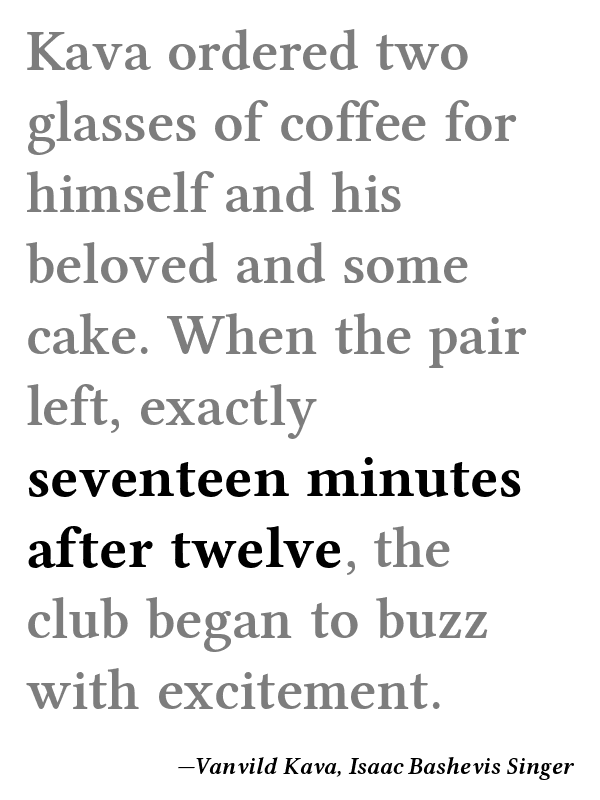 Kava ordered two
glasses of coffee for
himself and his
beloved and some
cake. When the pair
left, exactly
seventeen minutes
after twelve, the
club began to buzz
with excitement.
—Vanvild Kava, Isaac Bashevis Singer